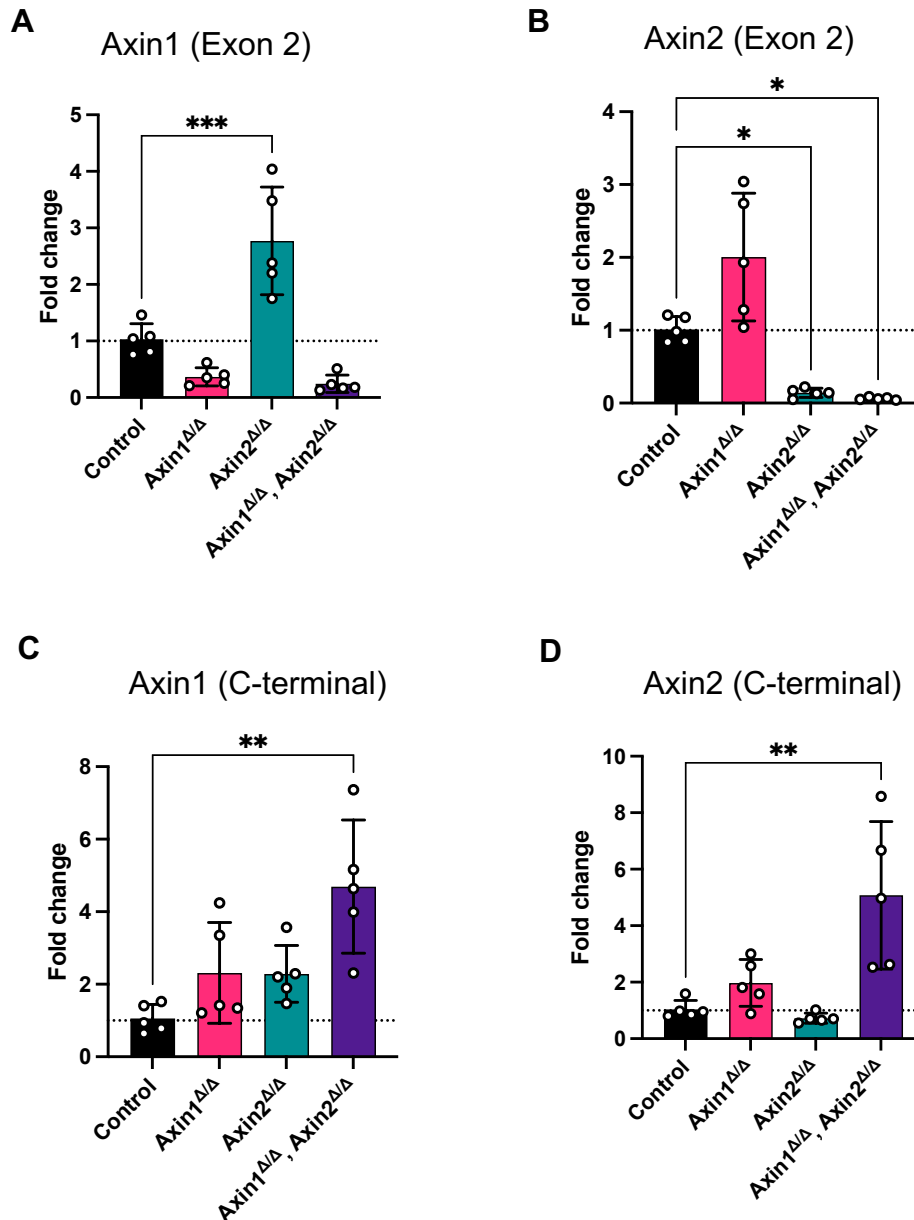 A
Axin1 (Exon 2)
Fold change
5
4
3
2
1
0
***
Control
Axin1Δ/Δ
Axin2Δ/Δ
Axin1Δ/Δ, Axin2Δ/Δ
B
Axin2 (Exon 2)
Fold change
4
3
2
1
0
*
*
Control
Axin1Δ/Δ
Axin2Δ/Δ
Axin1Δ/Δ, Axin2Δ/Δ
C
Axin1 (C-terminal)
Fold change
8
6
4
2
0
**
Control
Axin1Δ/Δ
Axin2Δ/Δ
Axin1Δ/Δ, Axin2Δ/Δ
D
Axin2 (C-terminal)
Fold change
10
8
6
4
2
0
**
Control
Axin1Δ/Δ
Axin2Δ/Δ
Axin1Δ/Δ, Axin2Δ/Δ